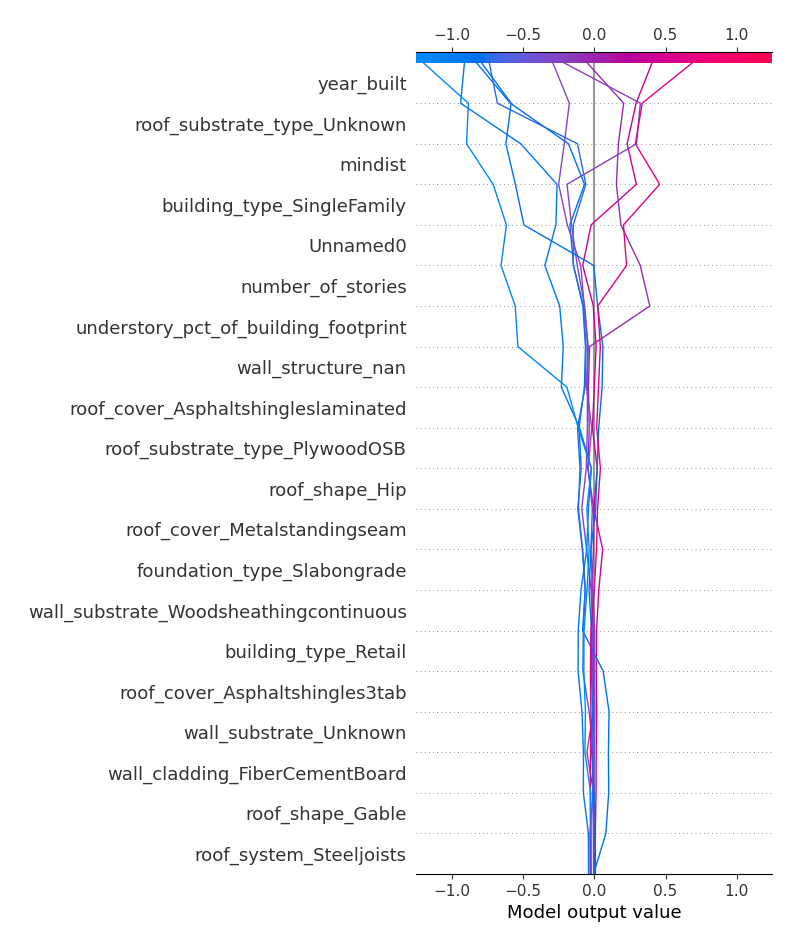 −1.0 −0.5 0.0 0.5 1.0
year_built
roof_substrate_type_Unknown
mindist
building_type_SingleFamily
Unnamed0
number_of_stories
understory_pct_of_building_footprint
wall_structure_nan
roof_cover_Asphaltshingleslaminated
roof_substrate_type_PlywoodOSB
roof_shape_Hip
roof_cover_Metalstandingseam
foundation_type_Slabongrade
wall_substrate_Woodsheathingcontinuous
building_type_Retail
roof_cover_Asphaltshingles3tab
wall_substrate_Unknown
wall_cladding_FiberCementBoard
roof_shape_Gable
roof_system_Steeljoists
−1.0 −0.5 0.0 0.5 1.0
Model output value